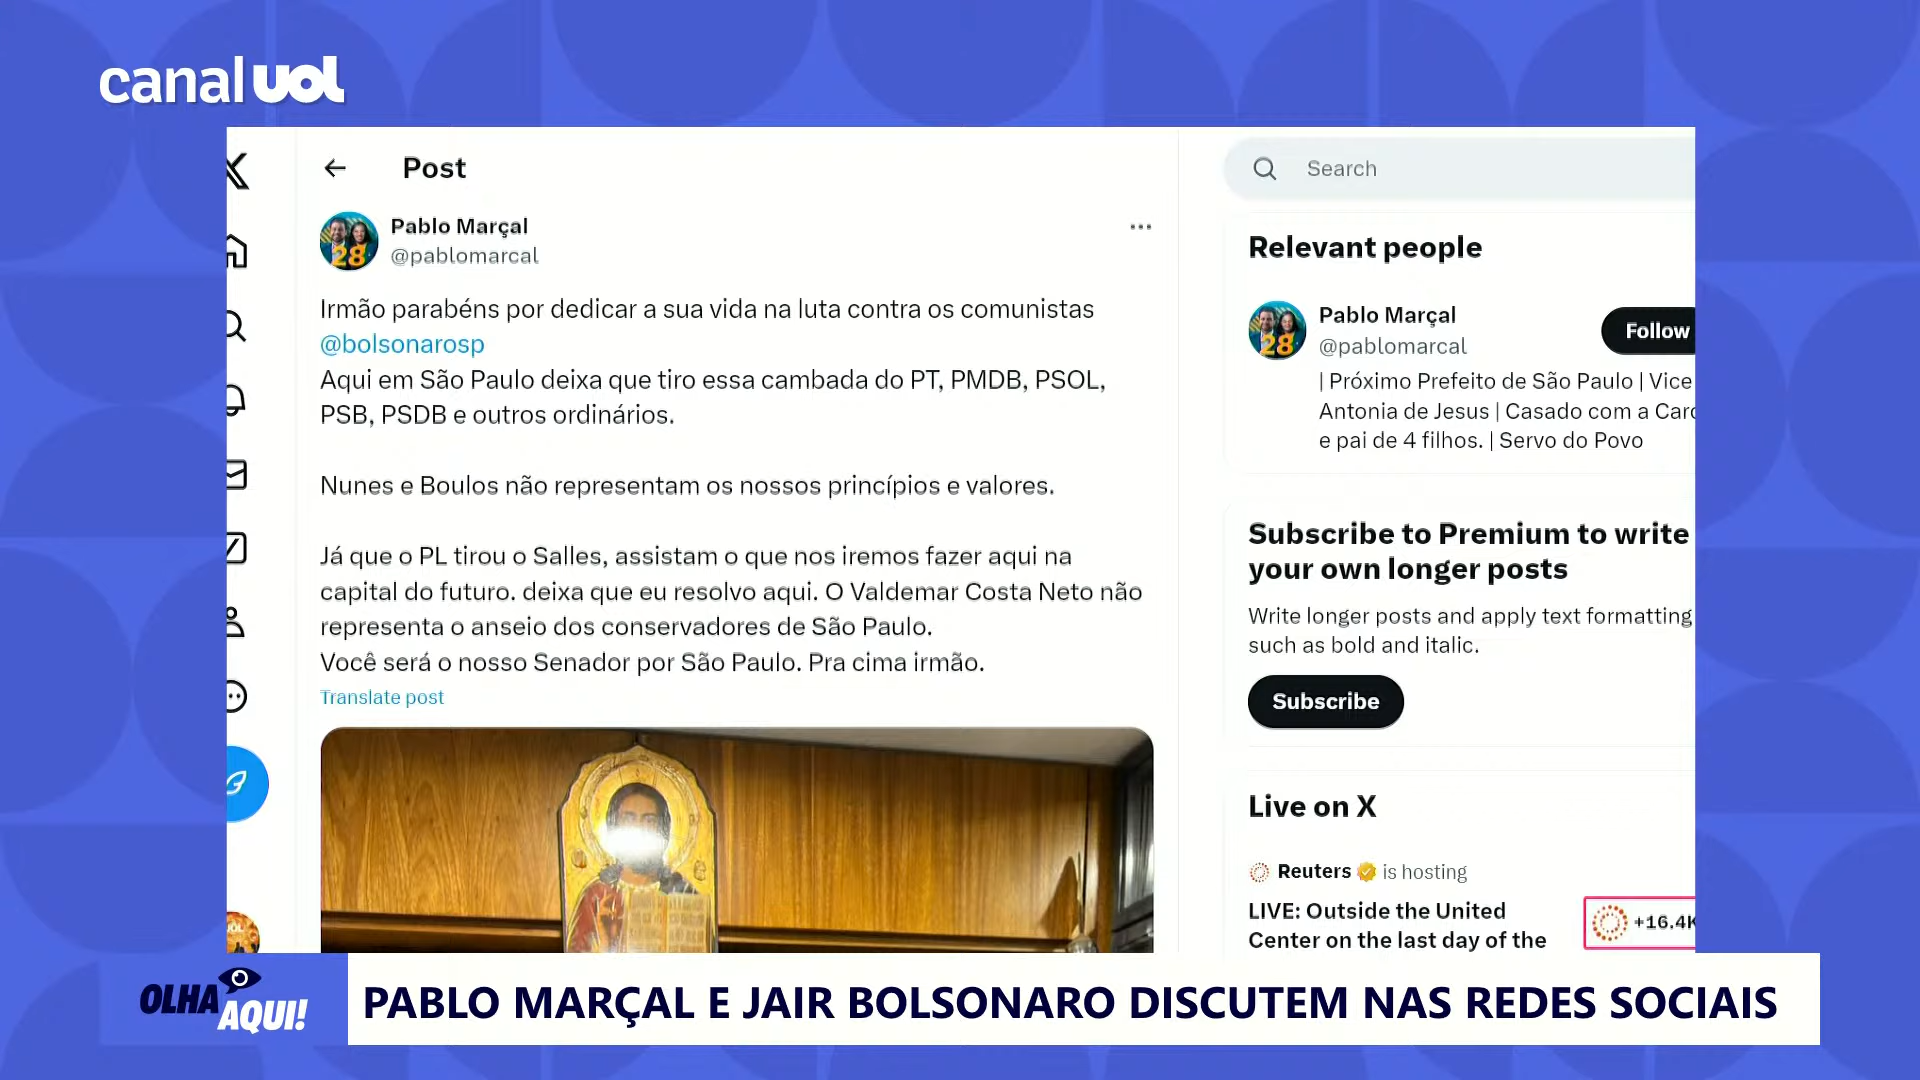 canal uol
Post
Pablo Marçal
@pablomarcal
28
Irmão parabéns por dedicar a sua vida na luta contra os comunistas
@bolsonarosp
Aqui em São Paulo deixa que tiro essa cambada do PT, PMDB, PSOL,
PSB, PSDB e outros ordinários.
Nunes e Boulos não representam os nossos princípios e valores.
Já que o PL tirou o Salles, assistam o que nos iremos fazer aqui na
capital do futuro. deixa que eu resolvo aqui. O Valdemar Costa Neto não
representa o anseio dos conservadores de São Paulo.
Você será o nosso Senador por São Paulo. Pra cima irmão.
Translate post
Search
Relevant people
Pablo Marçal
@pablomarcal
28
Follow
| Próximo Prefeito de São Paulo | Vice
Antonia de Jesus | Casado com a Caro
e pai de 4 filhos. | Servo do Povo
Subscribe to Premium to write
your own longer posts
Write longer posts and apply text formatting
such as bold and italic.
Subscribe
Live on X
Reuters is hosting
LIVE: Outside the United
Center on the last day of the
+16.4K
OLHA
AQUI!
PABLO MARÇAL E JAIR BOLSONARO DISCUTEM NAS REDES SOCIAIS